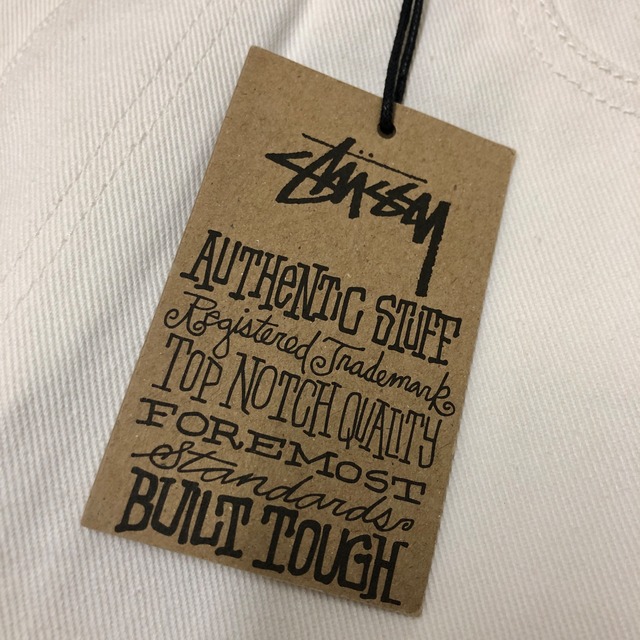 STÜSSY
AUTHENTIC STUFF
Registered Trademark
TOP NOTCH QUALITY
FOREMOST
Standards
BUILT TOUGH